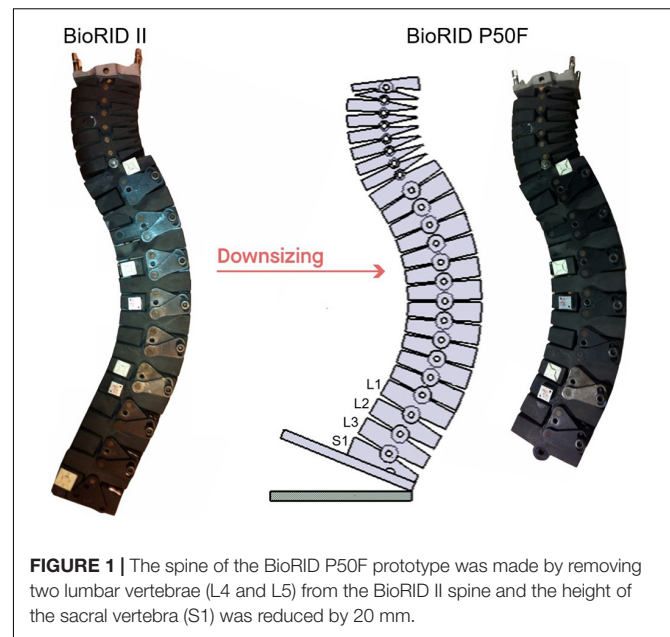 BioRID II
BioRID P50F
Downsizing
L1
L2
L3
S1
FIGURE 1 | The spine of the BioRID P50F prototype was made by removing
two lumbar vertebrae (L4 and L5) from the BioRID II spine and the height of
the sacral vertebra (S1) was reduced by 20 mm.